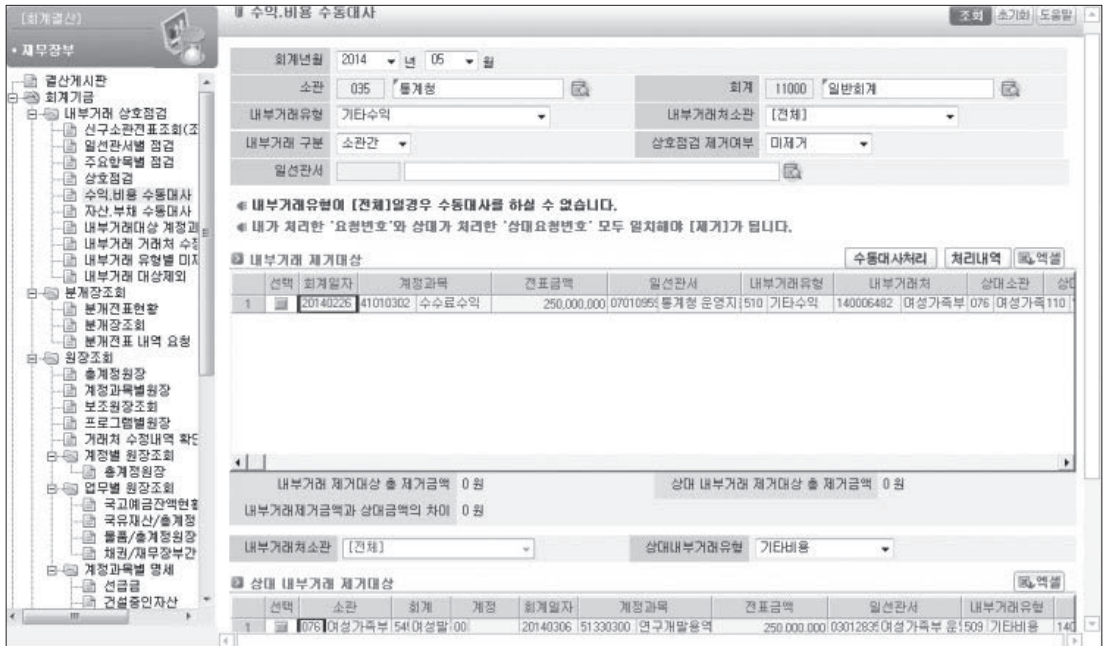 [회계결산]
• 재무장부
결산게시판
회계기금
내부거래 상호점검
신구소관전표조회(조
일선관서별 점검
주요항목별 점검
상호점검
수익.비용 수동대사
자산.부채 수동대사
내부거래대상 계정과
내부거래 거래처 수정
내부거래 유형별 미제
내부거래 대상제외
분개장조회
분개전표현황
분개장조회
분개전표 내역 요청
원장조회
총계정원장
계정과목별원장
보조원장조회
프로그램별원장
거래처 수정내역 확인
계정별 원장조회
총계정원장
업무별 원장조회
국고예금잔액현황
국유재산/총계정
물품/총계정원장
채권/재무장부간
계정과목별 명세
선급금
건설중인자산
수익.비용 수동대사
조회 초기화 도움말
회계년월 2014 년 05 월
소관 035 통계청 회계 11000 일반회계
내부거래유형 기타수익 내부거래처소관 [전체]
내부거래 구분 소관간 상호점검 제거여부 미제거
일선관서
내부거래유형이 [전체]일경우 수동대사를 하실 수 없습니다.
내가 처리한 '요청번호'와 상대가 처리한 '상대요청번호' 모두 일치해야 [제거]가 됩니다.
내부거래 제거대상 수동대사처리 처리내역 엑셀
선택 회계일자 계정과목 전표금액 일선관서 내부거래유형 내부거래처 상대소관 상대
1 20140226 41010302 수수료수익 250,000,000 0701095 통계청 운영지 510 기타수익 140006482 여성가족부 076 여성가족 110
내부거래 제거대상 총 제거금액 0 원 상대 내부거래 제거대상 총 제거금액 0 원
내부거래제거금액과 상대금액의 차이 0 원
내부거래처소관 [전체] 상대내부거래유형 기타비용
상대 내부거래 제거대상 엑셀
선택 소관 회계 계정 회계일자 계정과목 전표금액 일선관서 내부거래유형
1 076 여성가족부 54 여성발 00 20140306 51330300 연구개발용역 250,000,000 0301283 여성가족부 운 509 기타비용 140